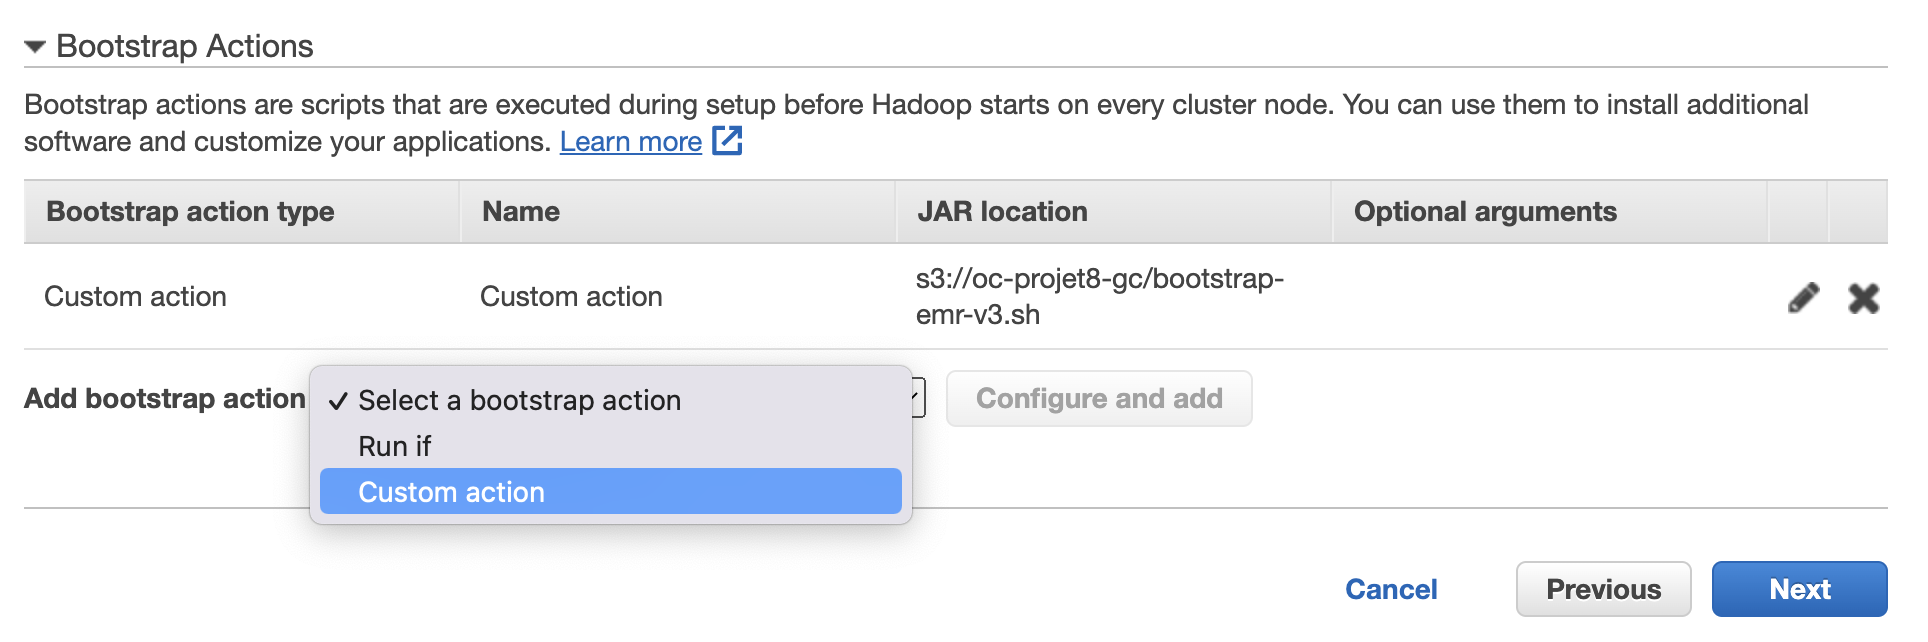 Bootstrap Actions
Bootstrap actions are scripts that are executed during setup before Hadoop starts on every cluster node. You can use them to install additional
software and customize your applications. Learn more
Bootstrap action type Name JAR location Optional arguments
Custom action Custom action s3://oc-projet8-gc/bootstrap-
emr-v3.sh
Add bootstrap action ✓ Select a bootstrap action Configure and add
Run if
Custom action
Cancel Previous Next